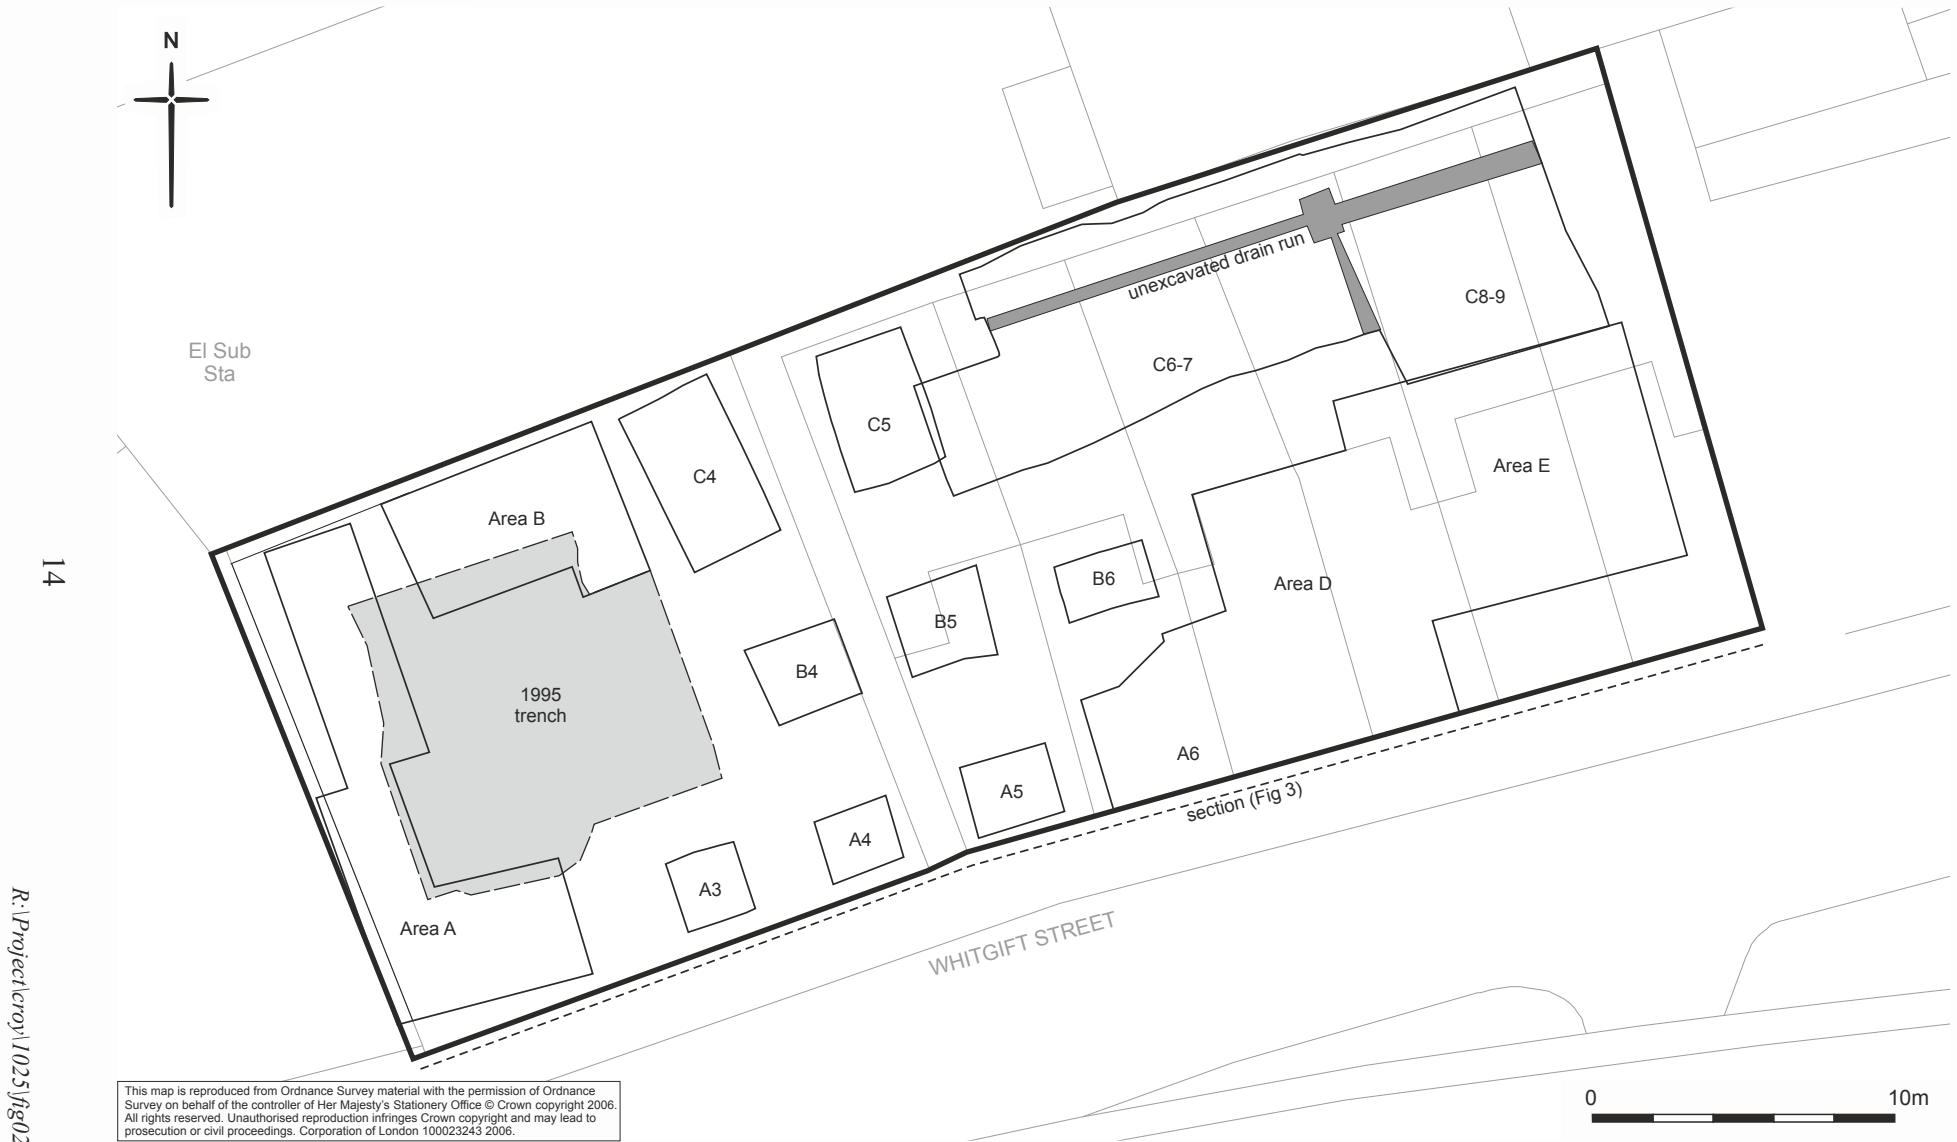 N
El Sub
Sta
unexcavated drain run
C8-9
C6-7
C5
C4
Area E
Area B
Area D
B6
B5
B4
1995
trench
A6
A5
A4
A3
Area A
section (Fig 3)
WHITGIFT STREET
14
R:\Project\croy\1025\fig02
This map is reproduced from Ordnance Survey material with the permission of Ordnance
Survey on behalf of the controller of Her Majesty's Stationery Office © Crown copyright 2006.
All rights reserved. Unauthorised reproduction infringes Crown copyright and may lead to
prosecution or civil proceedings. Corporation of London 100023243 2006.
0 10m